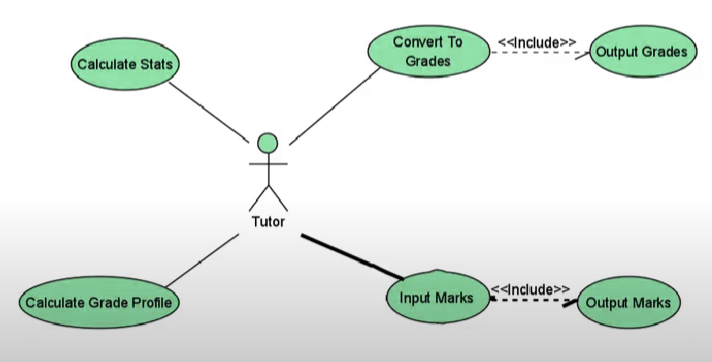 Convert To
Grades
<<Include>>
Output Grades
Calculate Stats
Tutor
Calculate Grade Profile
Input Marks
<<Include>>
Output Marks